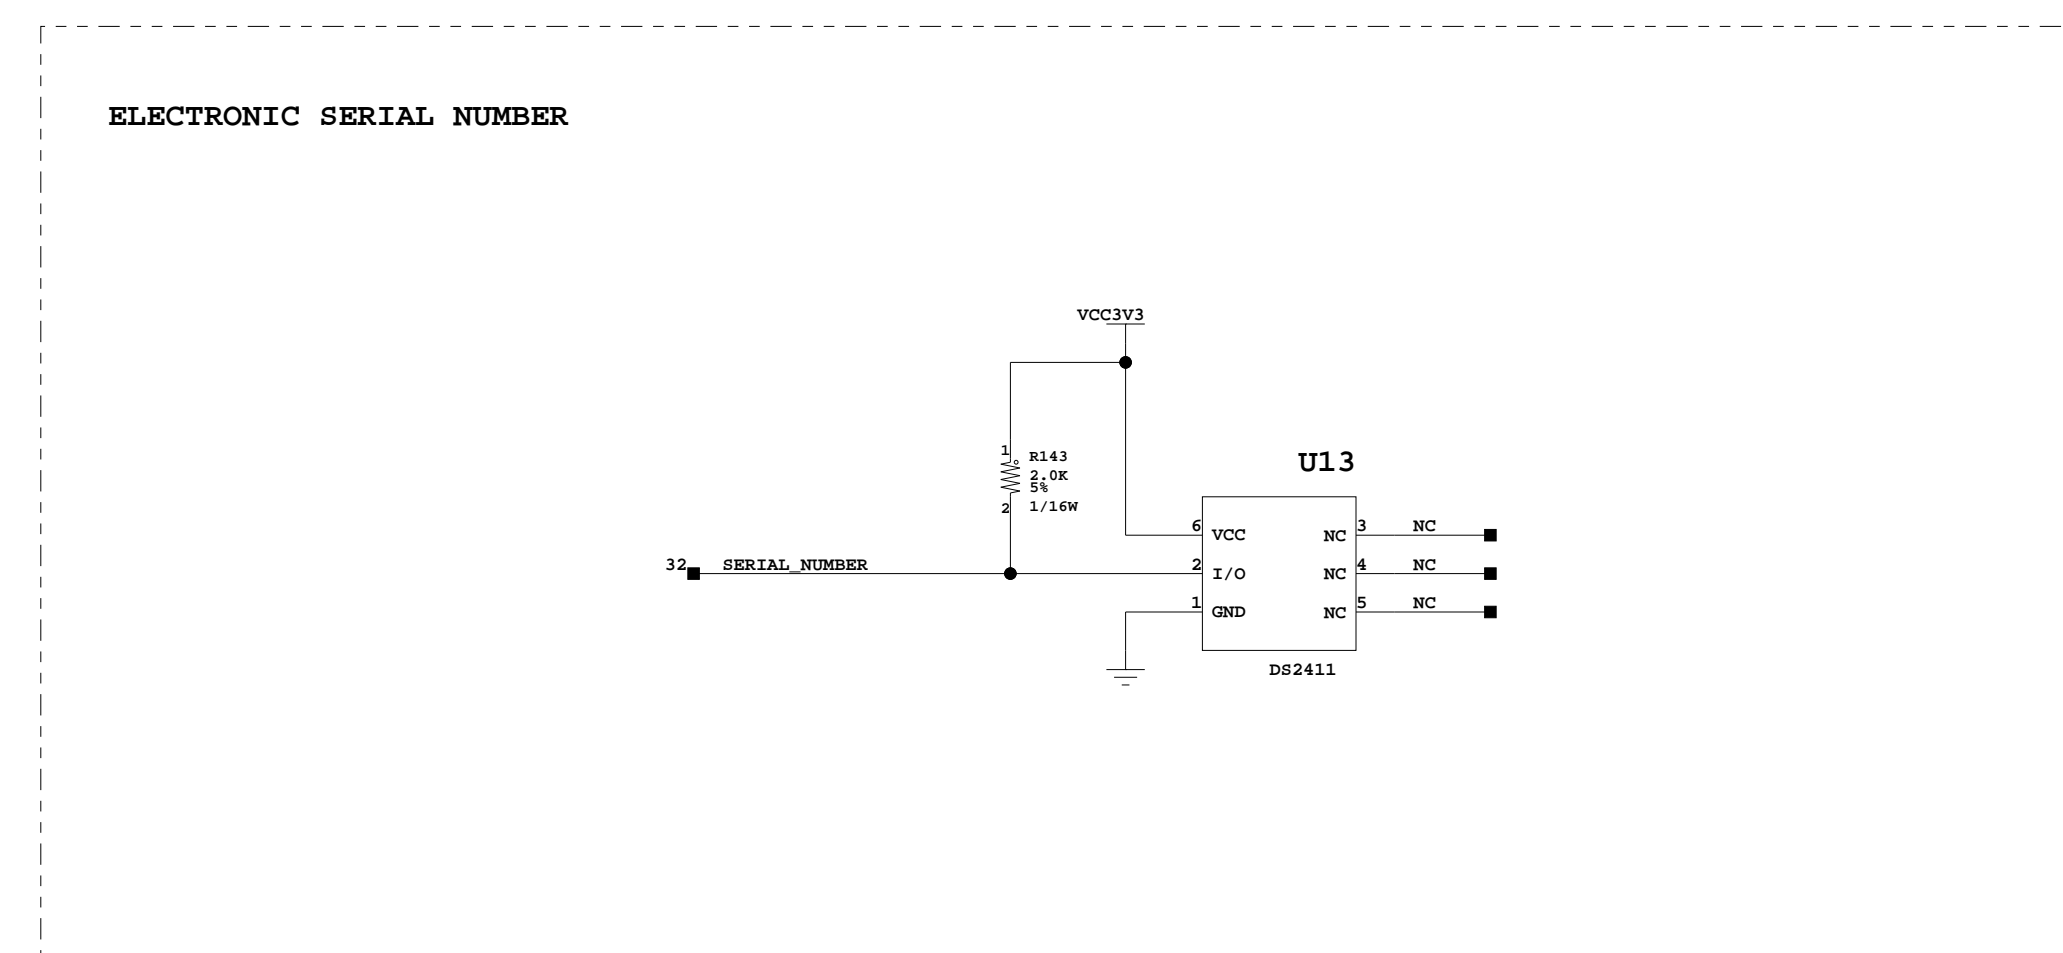 ELECTRONIC SERIAL NUMBER
VCC3V3
1
R143
2.0K
5%
2
1/16W
U13
6
VCC
NC
3
NC
32
SERIAL_NUMBER
2
I/O
NC
4
NC
1
GND
NC
5
NC
DS2411